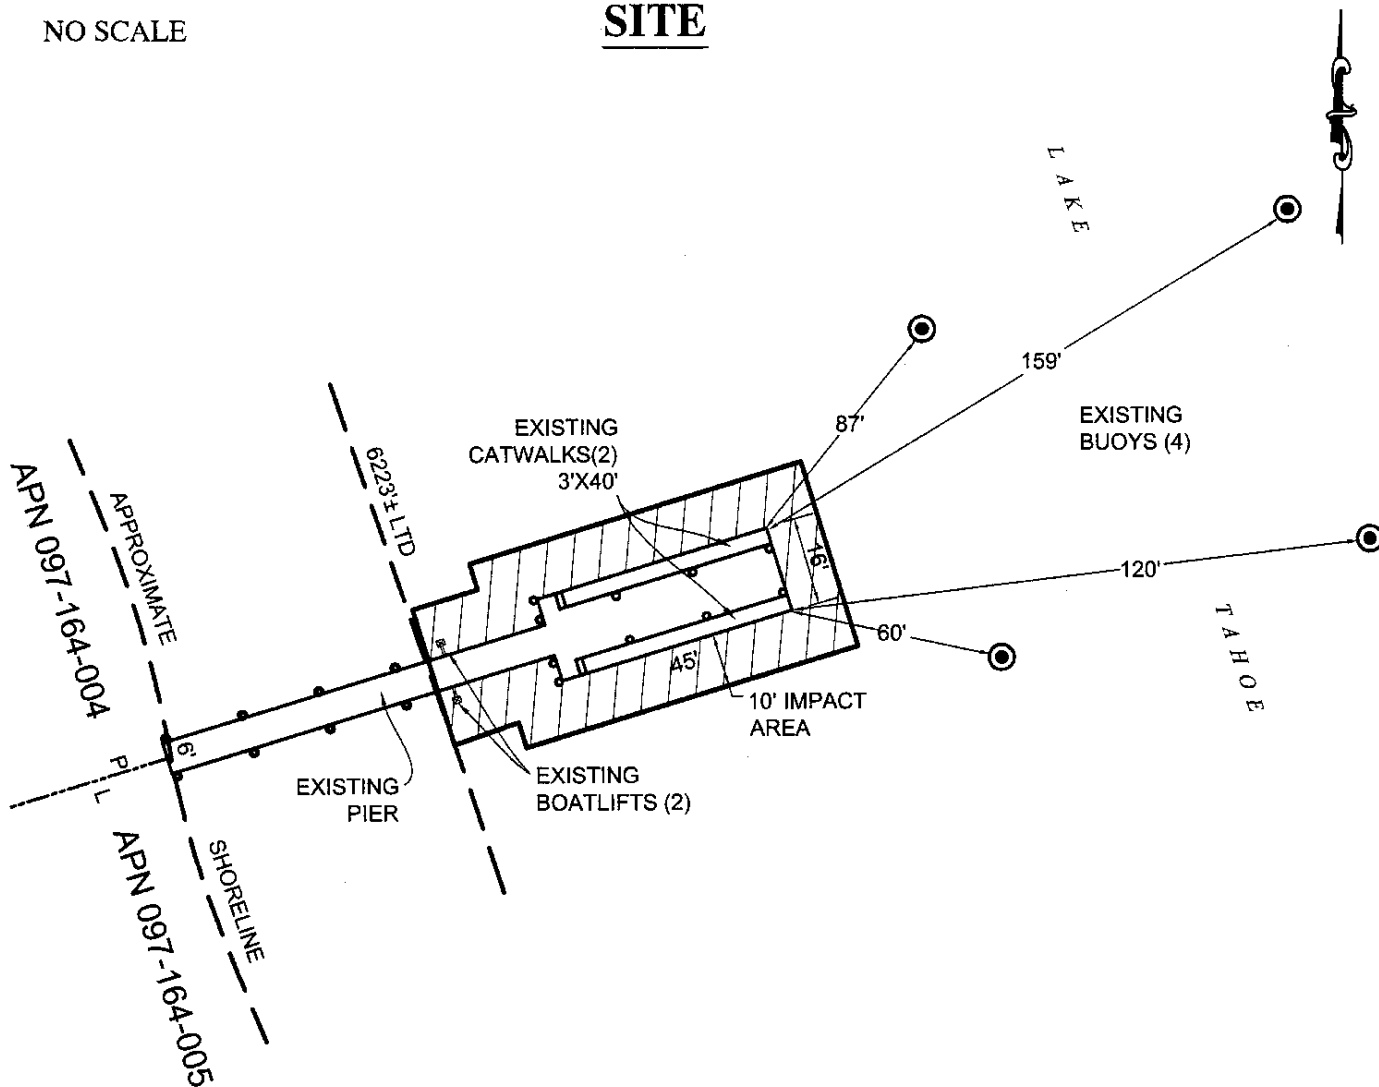 NO SCALE
SITE
LAKE
159'
87'
EXISTING
BUOYS (4)
EXISTING
CATWALKS(2)
3'X40'
6223'± LTD
APN 097-164-004
APPROXIMATE
16'
120'
TAHOE
60'
45'
10' IMPACT
AREA
6'
PL
EXISTING
PIER
EXISTING
BOATLIFTS (2)
SHORELINE
APN 097-164-005